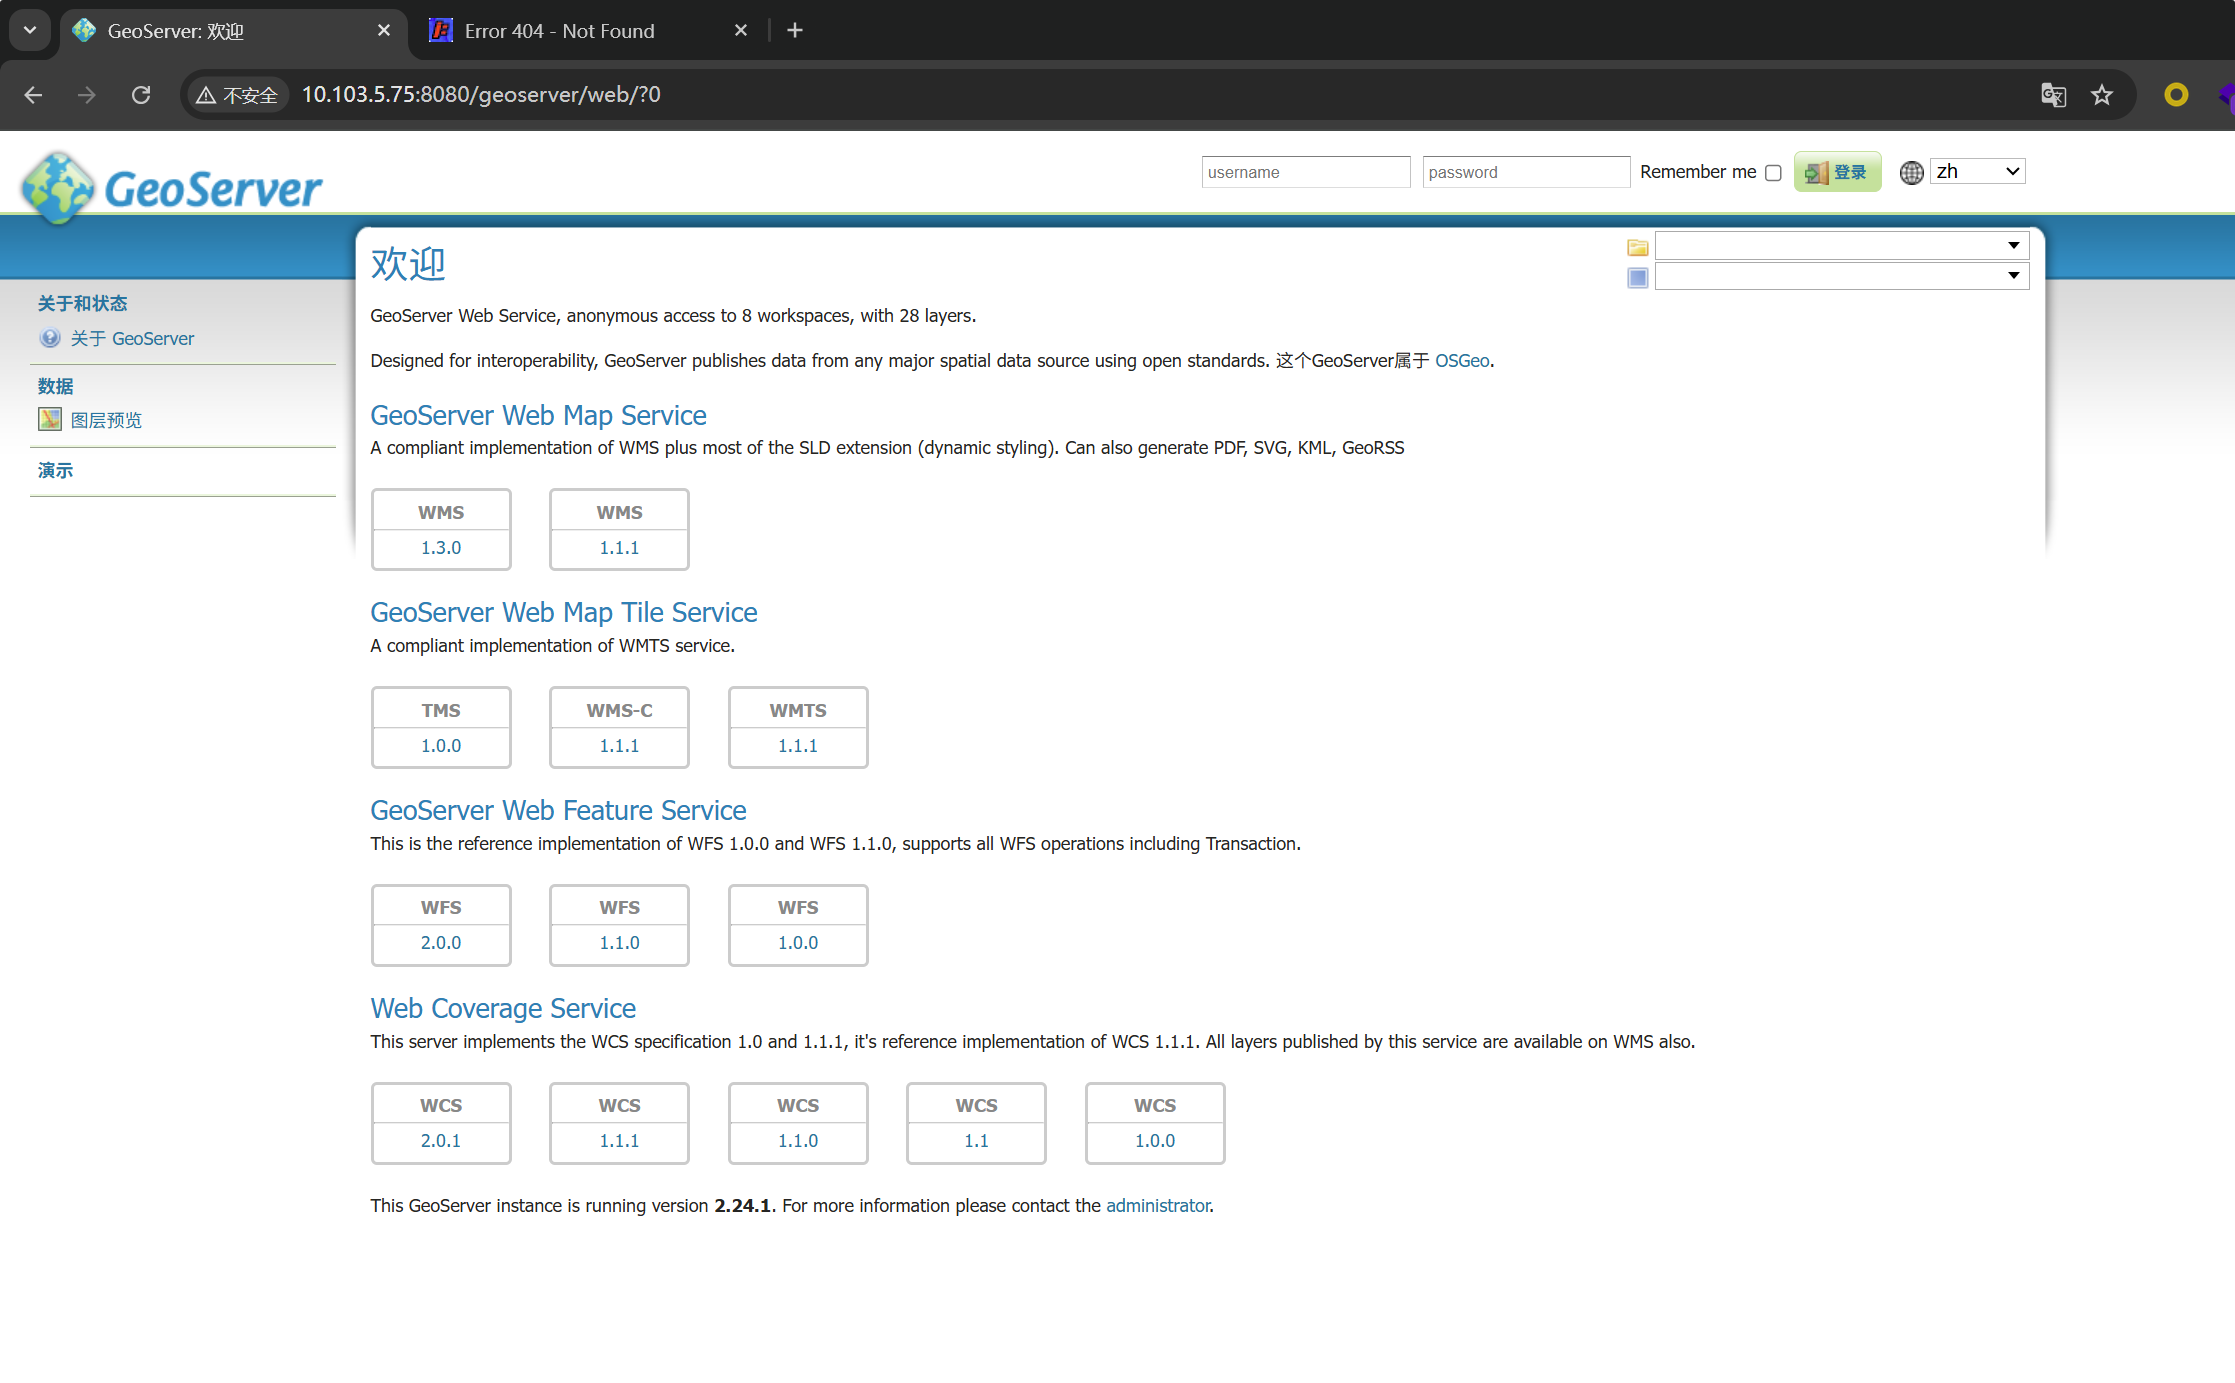 GeoServer: 欢迎
Error 404 - Not Found
不安全
10.103.5.75:8080/geoserver/web/?0
GeoServer
username
password
Remember me
登录
zh
欢迎
关于和状态
关于 GeoServer
数据
图层预览
演示
GeoServer Web Service, anonymous access to 8 workspaces, with 28 layers.
Designed for interoperability, GeoServer publishes data from any major spatial data source using open standards. 这个GeoServer属于 OSGeo.
GeoServer Web Map Service
A compliant implementation of WMS plus most of the SLD extension (dynamic styling). Can also generate PDF, SVG, KML, GeoRSS
WMS WMS
1.3.0 1.1.1
GeoServer Web Map Tile Service
A compliant implementation of WMTS service.
TMS WMS-C WMTS
1.0.0 1.1.1 1.1.1
GeoServer Web Feature Service
This is the reference implementation of WFS 1.0.0 and WFS 1.1.0, supports all WFS operations including Transaction.
WFS WFS WFS
2.0.0 1.1.0 1.0.0
Web Coverage Service
This server implements the WCS specification 1.0 and 1.1.1, it's reference implementation of WCS 1.1.1. All layers published by this service are available on WMS also.
WCS WCS WCS WCS WCS
2.0.1 1.1.1 1.1.0 1.1 1.0.0
This GeoServer instance is running version 2.24.1. For more information please contact the administrator.